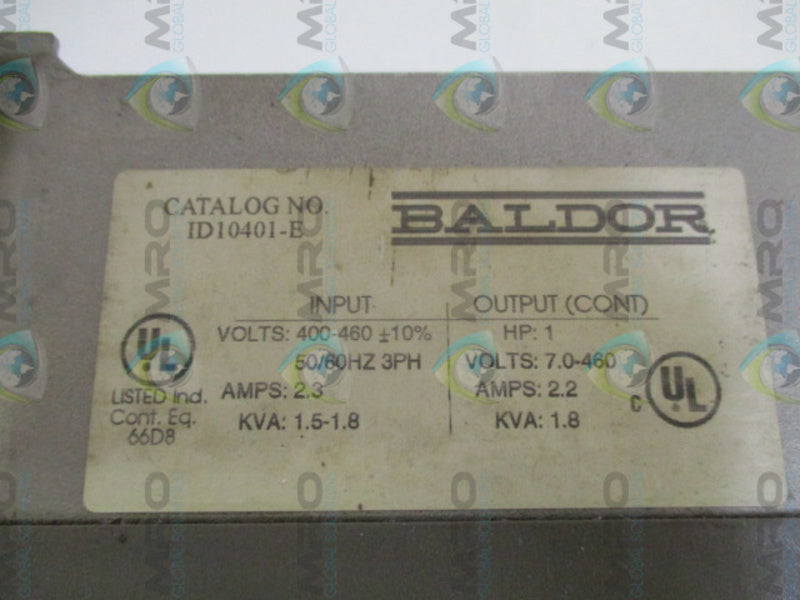 CATALOG NO.
ID10401-E
BALDOR
INPUT
VOLTS: 400-460 ±10%
50/60HZ 3PH
AMPS: 2.3
KVA: 1.5-1.8
OUTPUT (CONT)
HP: 1
VOLTS: 7.0-460
AMPS: 2.2
KVA: 1.8
UL
LISTED Ind.
Cont. Eq.
66D8
c UL
MRO
GLOBAL